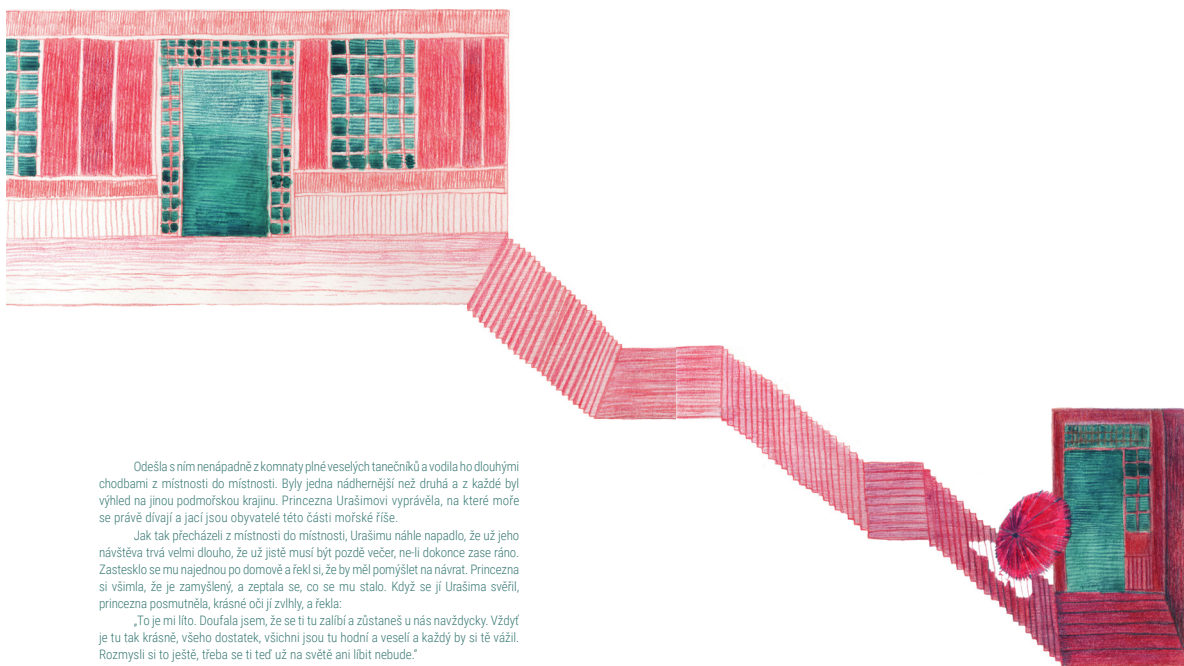 Odešla s ním nenápadně z komnaty plné veselých tanečníků a vodila ho dlouhými
chodbami z místnosti do místnosti. Byly jedna nádhernější než druhá a z každé byl
výhled na jinou podmořskou krajinu. Princezna Urašimovi vyprávěla, na které moře
se právě dívají a jací jsou obyvatelé této části mořské říše.
Jak tak přecházeli z místnosti do místnosti, Urašimu náhle napadlo, že už jeho
návštěva trvá velmi dlouho, že už jistě musí být pozdě večer, ne-li dokonce zase ráno.
Zastesklo se mu najednou po domově a řekl si, že by měl pomýšlet na návrat. Princezna
si všimla, že je zamyšlený, a zeptala se, co se mu stalo. Když se jí Urašima svěřil,
princezna posmutněla, krásné oči jí zvlhly, a řekla:
„To je mi líto. Doufala jsem, že se ti tu zalíbí a zůstaneš u nás navždycky. Vždyť
je tu tak krásně, všeho dostatek, všichni jsou tu hodní a veselí a každý by si tě vážil.
Rozmysli si to ještě, třeba se ti teď už na světě ani líbit nebude.“